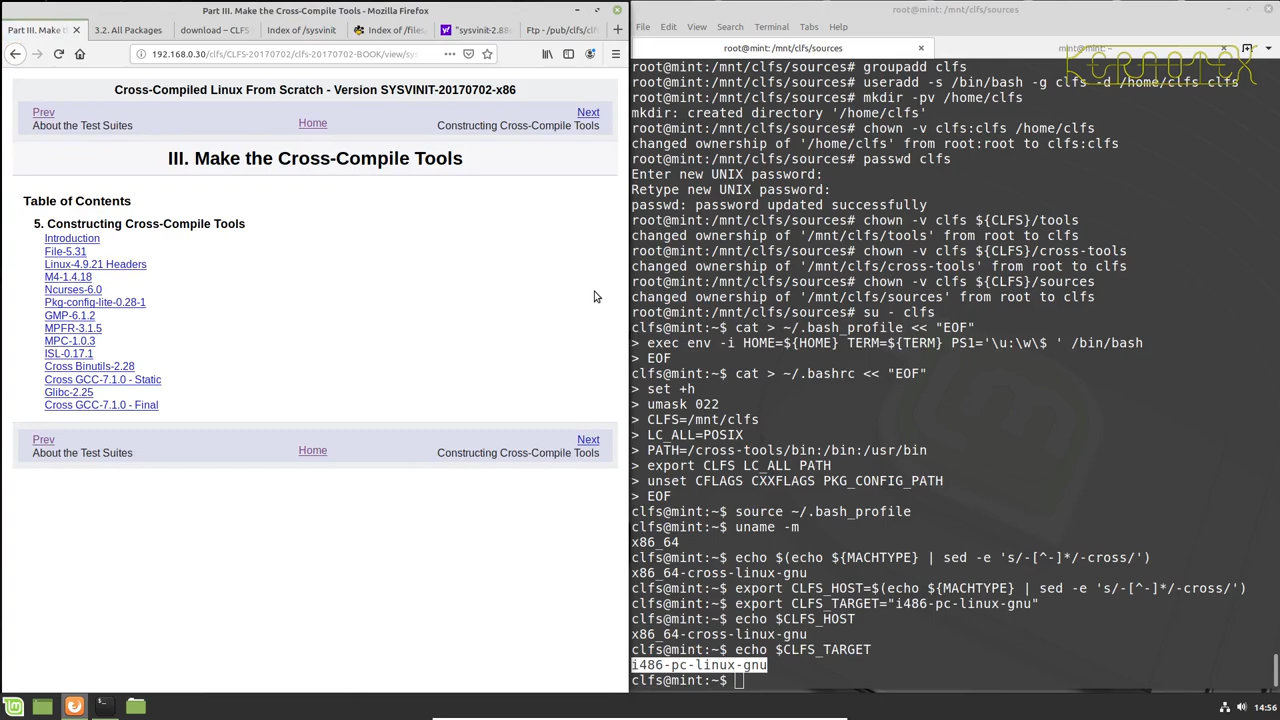 Part III. Make the Cross-Compile Tools - Mozilla Firefox
Part III. Make th
3.2. All Packages
download – CLFS
Index of /sysvinit
Index of /files,
"sysvinit-2.88
Ftp - /pub/clfs/cl
192.168.0.30/clfs/CLFS-20170702/clfs-20170702-BOOK/view/sy
Cross-Compiled Linux From Scratch - Version SYSVINIT-20170702-x86
Prev
Next
Home
About the Test Suites
Constructing Cross-Compile Tools
III. Make the Cross-Compile Tools
Table of Contents
5. Constructing Cross-Compile Tools
Introduction
File-5.31
Linux-4.9.21 Headers
M4-1.4.18
Ncurses-6.0
Pkg-config-lite-0.28-1
GMP-6.1.2
MPFR-3.1.5
MPC-1.0.3
ISL-0.17.1
Cross Binutils-2.28
Cross GCC-7.1.0 - Static
Glibc-2.25
Cross GCC-7.1.0 - Final
Prev
Next
Home
About the Test Suites
Constructing Cross-Compile Tools
root@mint: /mnt/clfs/sources
File Edit View Search Terminal Tabs Help
root@mint: /mnt/clfs/sources
root@mint: ~
root@mint:/mnt/clfs/sources# groupadd clfs
root@mint:/mnt/clfs/sources# useradd -s /bin/bash -g clfs -d /home/clfs clfs
root@mint:/mnt/clfs/sources# mkdir -pv /home/clfs
mkdir: created directory '/home/clfs'
root@mint:/mnt/clfs/sources# chown -v clfs:clfs /home/clfs
changed ownership of '/home/clfs' from root:root to clfs:clfs
root@mint:/mnt/clfs/sources# passwd clfs
Enter new UNIX password:
Retype new UNIX password:
passwd: password updated successfully
root@mint:/mnt/clfs/sources# chown -v clfs ${CLFS}/tools
changed ownership of '/mnt/clfs/tools' from root to clfs
root@mint:/mnt/clfs/sources# chown -v clfs ${CLFS}/cross-tools
changed ownership of '/mnt/clfs/cross-tools' from root to clfs
root@mint:/mnt/clfs/sources# chown -v clfs ${CLFS}/sources
changed ownership of '/mnt/clfs/sources' from root to clfs
root@mint:/mnt/clfs/sources# su - clfs
clfs@mint:~$ cat > ~/.bash_profile << "EOF"
> exec env -i HOME=${HOME} TERM=${TERM} PS1='\u:\w\$ ' /bin/bash
> EOF
clfs@mint:~$ cat > ~/.bashrc << "EOF"
> set +h
> umask 022
> CLFS=/mnt/clfs
> LC_ALL=POSIX
> PATH=/cross-tools/bin:/bin:/usr/bin
> export CLFS LC_ALL PATH
> unset CFLAGS CXXFLAGS PKG_CONFIG_PATH
> EOF
clfs@mint:~$ source ~/.bash_profile
clfs@mint:~$ uname -m
x86_64
clfs@mint:~$ echo $(echo ${MACHTYPE} | sed -e 's/-[^-]*/-cross/')
x86_64-cross-linux-gnu
clfs@mint:~$ export CLFS_HOST=$(echo ${MACHTYPE} | sed -e 's/-[^-]*/-cross/')
clfs@mint:~$ export CLFS_TARGET="i486-pc-linux-gnu"
clfs@mint:~$ echo $CLFS_HOST
x86_64-cross-linux-gnu
clfs@mint:~$ echo $CLFS_TARGET
i486-pc-linux-gnu
clfs@mint:~$
14:56